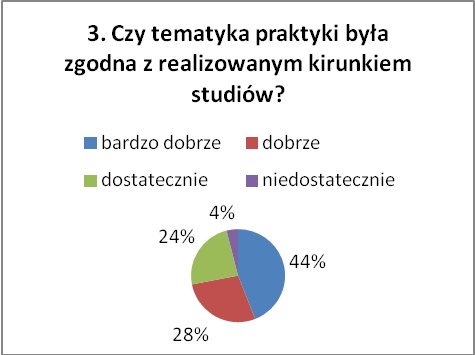 3. Czy tematyka praktyki była
zgodna z realizowanym kirunkiem
studiów?
bardzo dobrze
dobrze
dostatecznie
niedostatecznie
4%
24%
44%
28%